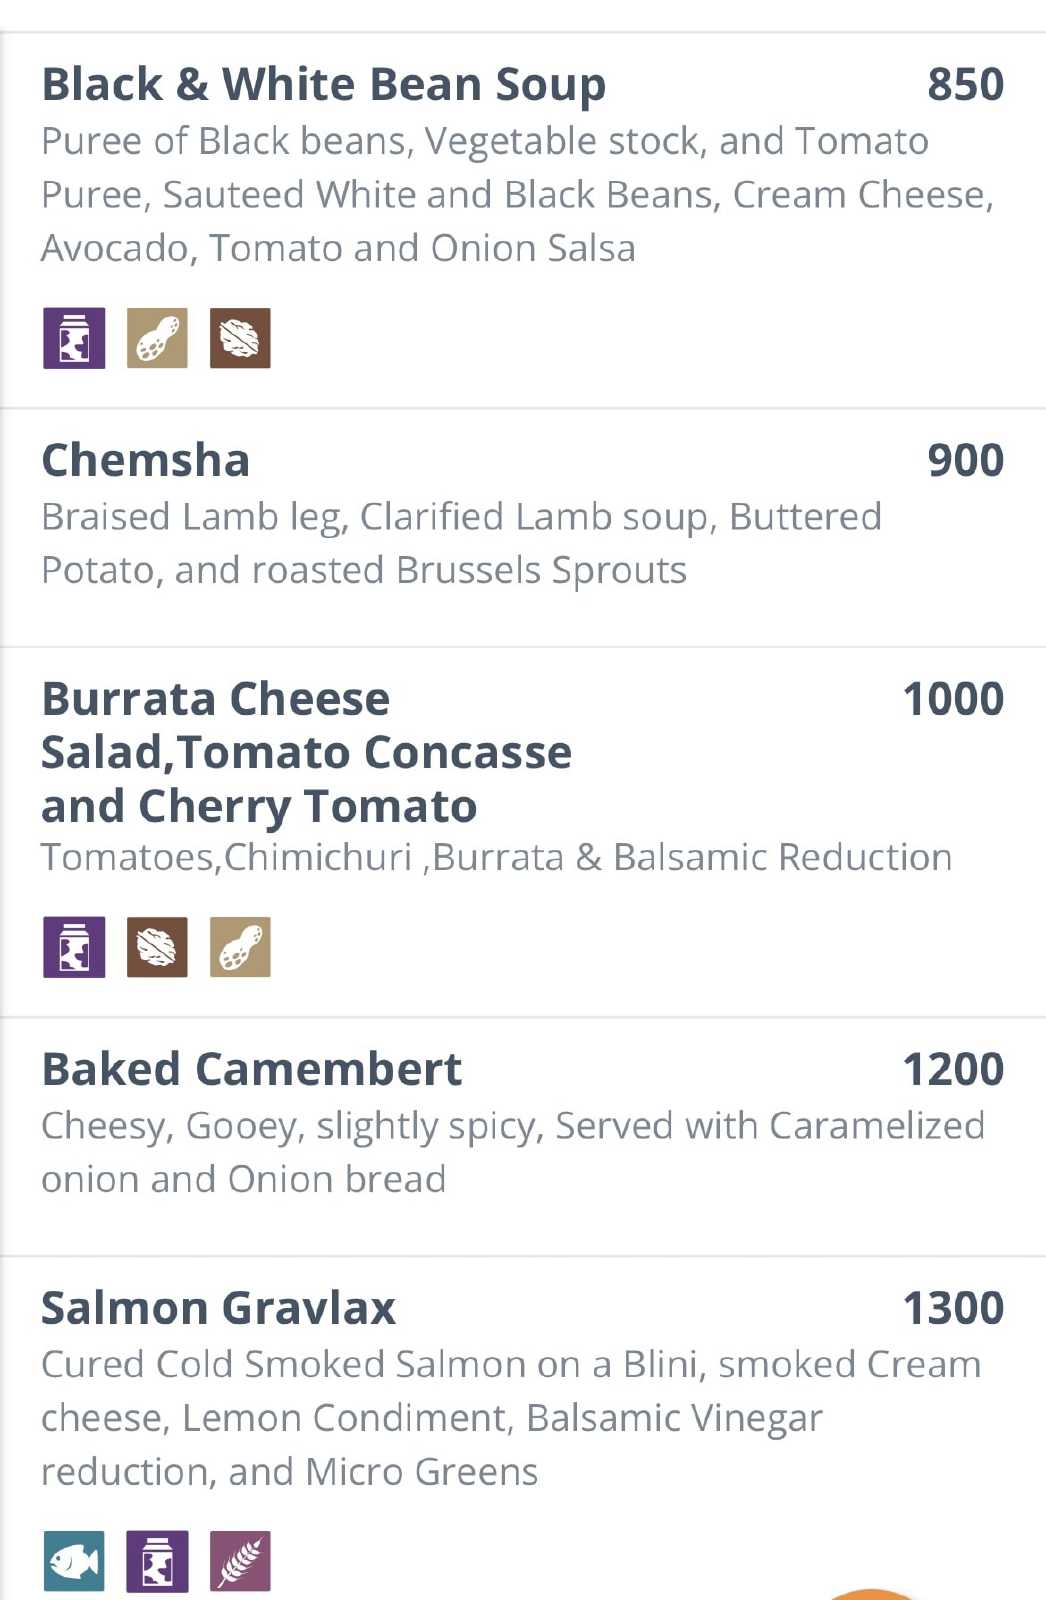 Black & White Bean Soup 850
Puree of Black beans, Vegetable stock, and Tomato
Puree, Sauteed White and Black Beans, Cream Cheese,
Avocado, Tomato and Onion Salsa
Chemsha 900
Braised Lamb leg, Clarified Lamb soup, Buttered
Potato, and roasted Brussels Sprouts
Burrata Cheese 1000
Salad,Tomato Concasse
and Cherry Tomato
Tomatoes,Chimichuri ,Burrata & Balsamic Reduction
Baked Camembert 1200
Cheesy, Gooey, slightly spicy, Served with Caramelized
onion and Onion bread
Salmon Gravlax 1300
Cured Cold Smoked Salmon on a Blini, smoked Cream
cheese, Lemon Condiment, Balsamic Vinegar
reduction, and Micro Greens